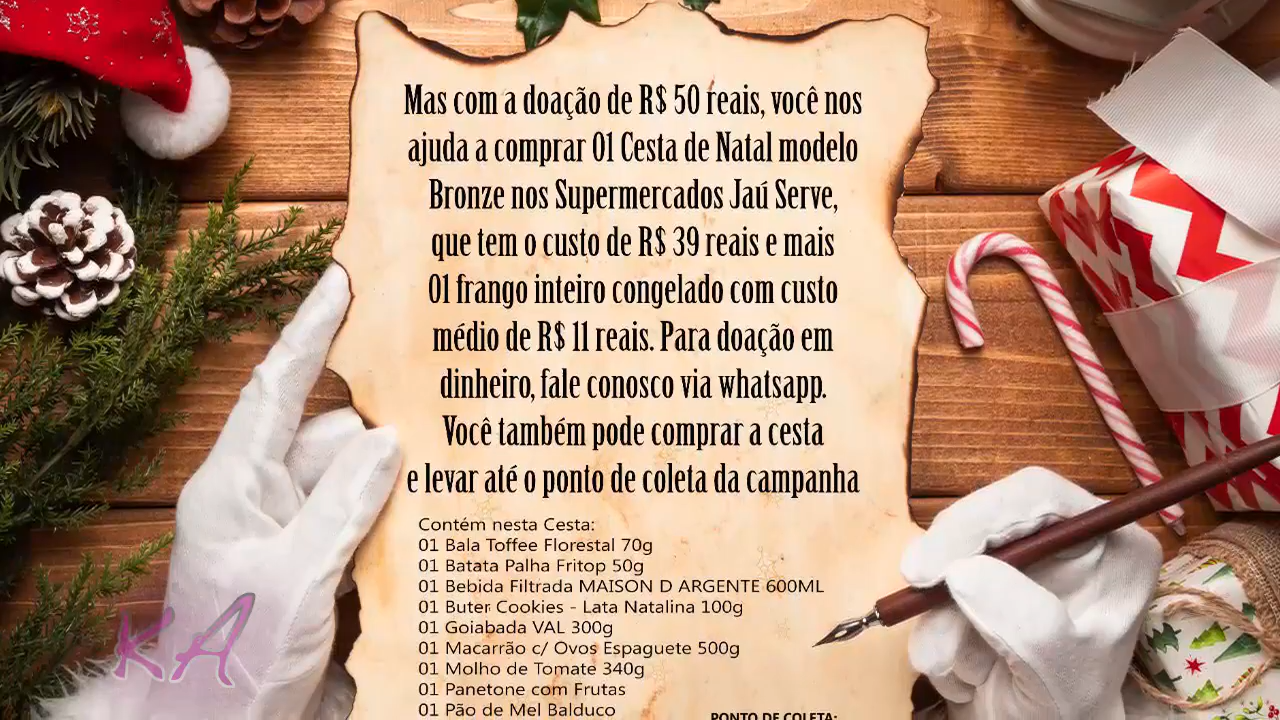 Mas com a doação de R$ 50 reais, você nos
ajuda a comprar 01 Cesta de Natal modelo
Bronze nos Supermercados Jaú Serve,
que tem o custo de R$ 39 reais e mais
01 frango inteiro congelado com custo
médio de R$ 11 reais. Para doação em
dinheiro, fale conosco via whatsapp.
Você também pode comprar a cesta
e levar até o ponto de coleta da campanha
Contém nesta Cesta:
01 Bala Toffee Florestal 70g
01 Batata Palha Fritop 50g
01 Bebida Filtrada MAISON D ARGENTE 600ML
01 Buter Cookies - Lata Natalina 100g
01 Goiabada VAL 300g
01 Macarrão c/ Ovos Espaguete 500g
01 Molho de Tomate 340g
01 Panetone com Frutas
01 Pão de Mel Balduco
PONTO DE COLETA:
KA